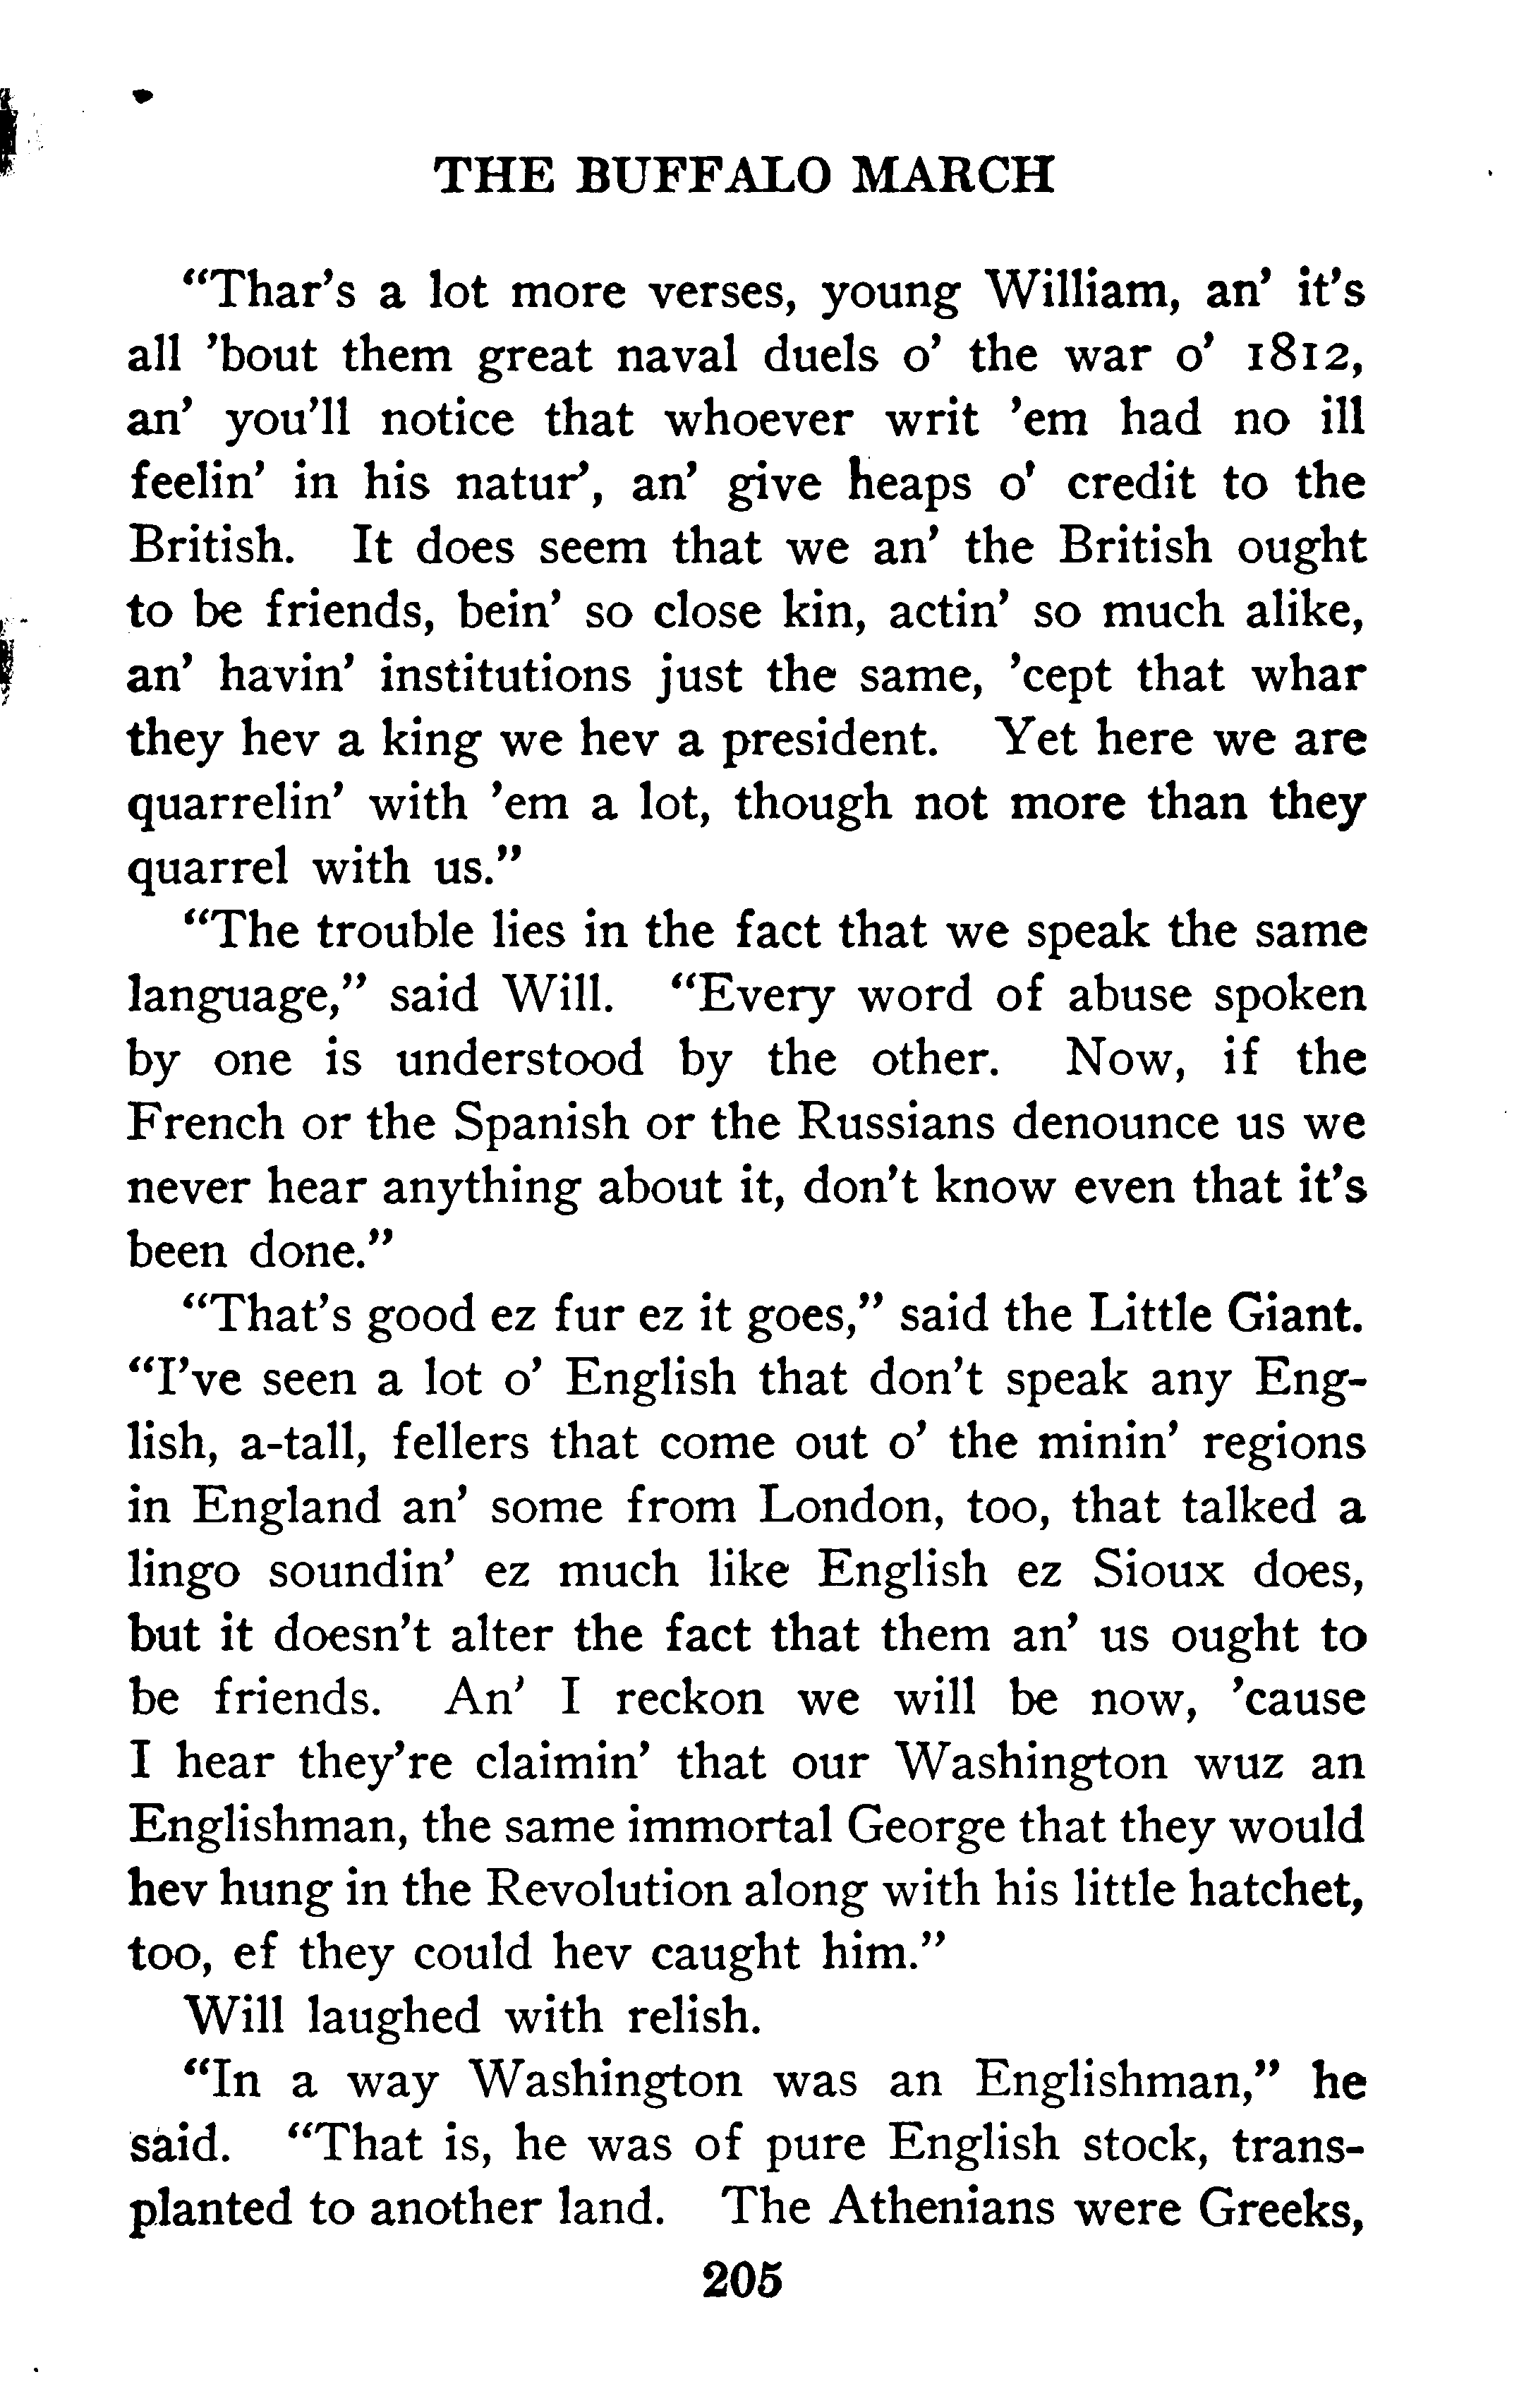 THE BUFFALO MARCH
“Thar’s a lot more verses, young William, an’ it’s
all ’bout them great naval duels o’ the war o’ 1812,
an’ you’ll notice that whoever writ ’em had no ill
feelin’ in his natur’, an’ give heaps o’ credit to the
British. It does seem that we an’ the British ought
to be friends, bein’ so close kin, actin’ so much alike,
an’ havin’ institutions just the same, ’cept that whar
they hev a king we hev a president. Yet here we are
quarrelin’ with ’em a lot, though not more than they
quarrel with us.”
“The trouble lies in the fact that we speak the same
language,” said Will. “Every word of abuse spoken
by one is understood by the other. Now, if the
French or the Spanish or the Russians denounce us we
never hear anything about it, don’t know even that it’s
been done.”
“That’s good ez fur ez it goes,” said the Little Giant.
“I’ve seen a lot o’ English that don’t speak any Eng-
lish, a-tall, fellers that come out o’ the minin’ regions
in England an’ some from London, too, that talked a
lingo soundin’ ez much like English ez Sioux does,
but it doesn’t alter the fact that them an’ us ought to
be friends. An’ I reckon we will be now, ’cause
I hear they’re claimin’ that our Washington wuz an
Englishman, the same immortal George that they would
hev hung in the Revolution along with his little hatchet,
too, ef they could hev caught him.”
Will laughed with relish.
“In a way Washington was an Englishman,” he
said. “That is, he was of pure English stock, trans-
planted to another land. The Athenians were Greeks,
205